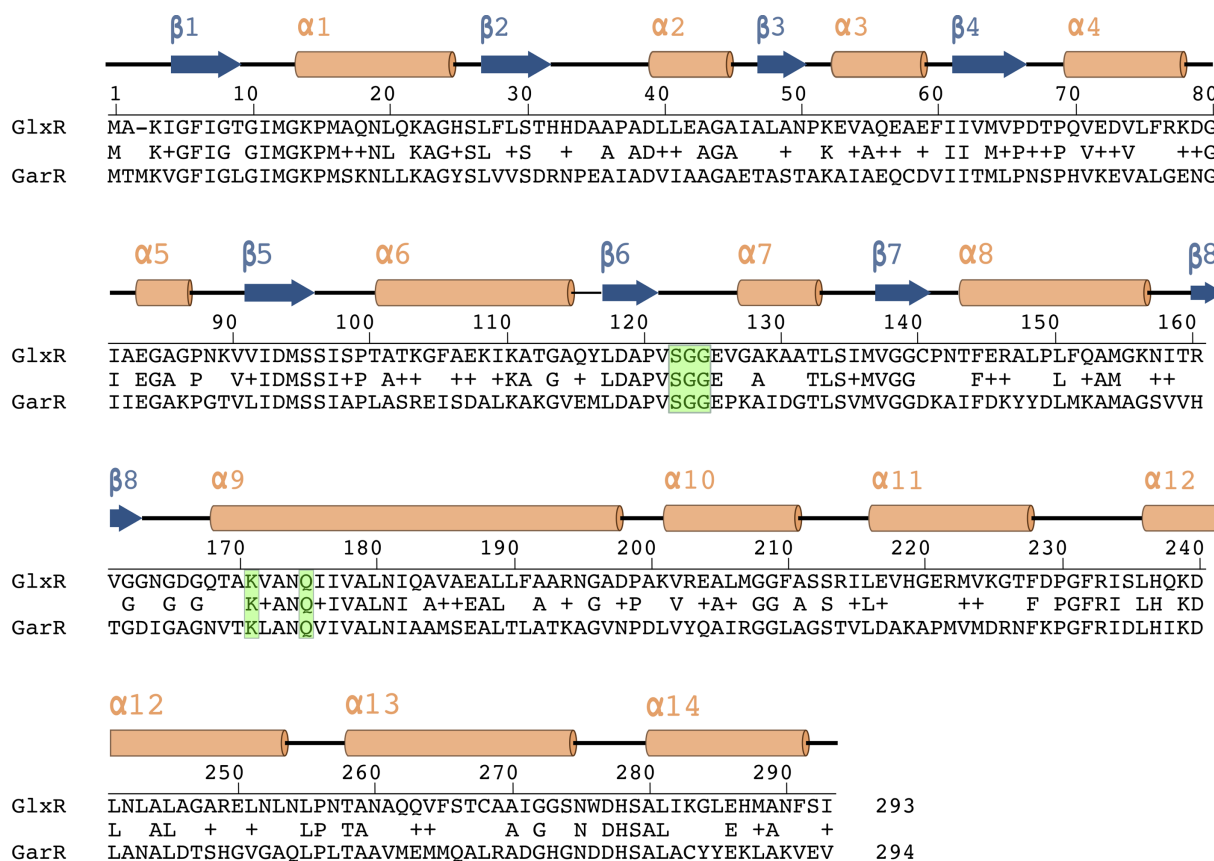 β1 α1 β2 α2 β3 α3 β4 α4
1 10 20 30 40 50 60 70 80
GlxR MA-KIGFIGTGIMGKPMAQNLQKAGHSLFLSTHHDAAPADLLEAGAIALANPKEVAQEAEFIIVMVPDTPQVEDVLFRKDG
M K+GFIG GIMGKPM++NL KAG+SL +S + A AD++ AGA + K +A++ + II M+P++P V++V ++G
GarR MTMKVGFIGLGIMGKPMSKNLLKAGYSLVVSDRNPEAIADVIAAGAETASTAKAIAEQCDVIITMLPNSPHVKEVALGENG
α5 β5 α6 β6 α7 β7 α8 β8
90 100 110 120 130 140 150 160
GlxR IAEGAGPNKVVIDMSSISPTATKGFAEKIKATGAQYLDAPVSGGEVGAKAATLSIMVGGCPNTFERALPLFQAMGKNITR
I EGA P V+IDMSSI+P A++ ++ +KA G + LDAPVSGGE A TLS+MVGG F++ L +AM ++
GarR IIEGAKPGTVLIDMSSIAPLASREISDALKAKGVEMLDAPVSGGEPKAIDGTLSVMVGGDKAIFDKYYDLMKAMAGSVVH
β8 α9 α10 α11 α12
170 180 190 200 210 220 230 240
GlxR VGGNGDGQTAKVANQIIVALNIQAVAEALLFAARNGADPAKVREALMGGFASSRILEVHGERMVKGTFDPGFRISLHQKD
G G G K+ANQ+IVALNI A++EAL A + G +P V +A+ GG A S +L+ ++ F PGFRI LH KD
GarR TGDIGAGNVTKLANQVIVALNIAAMSEALTLATKAGVNPDLVYQAIRGGLAGSTVLDAKAPMVMDRNFKPGFRIDLHIKD
α12 α13 α14
250 260 270 280 290
GlxR LNLALAGARELNLNLPNTANAQQVFSTCAAIGGSNWDHSALIKGLEHMANFSI 293
L AL + + LP TA ++ A G N DHSAL E +A +
GarR LANALDTSHGVGAQLPLTAAVMEMMQALRADGHGNDDHSALACYYEKLAKVEV 294